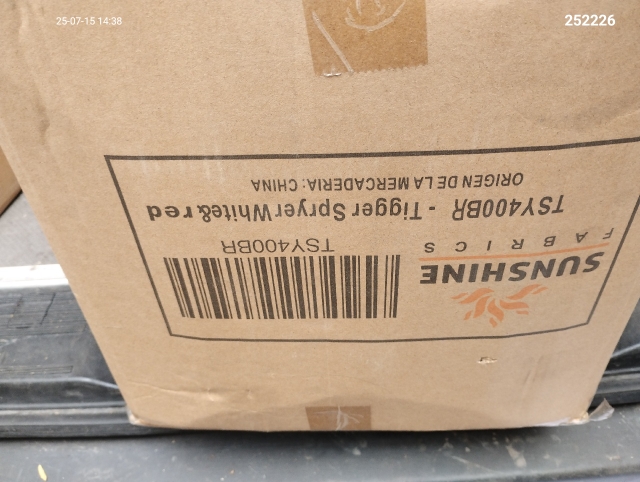 25-07-15 14:38
252226
SUNSHINE
FABRICS
TSY400BR
TSY400BR - Tigger Spryer White&red
ORIGEN DE LA MERCADERIA: CHINA